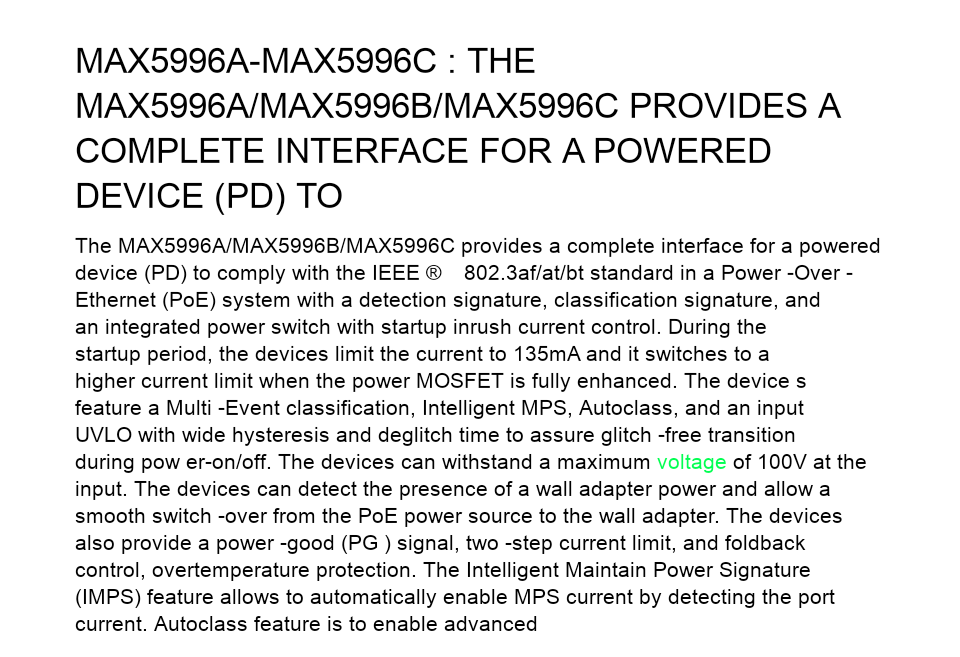 MAX5996A-MAX5996C : THE
MAX5996A/MAX5996B/MAX5996C PROVIDES A
COMPLETE INTERFACE FOR A POWERED
DEVICE (PD) TO
The MAX5996A/MAX5996B/MAX5996C provides a complete interface for a powered
device (PD) to comply with the IEEE ® 802.3af/at/bt standard in a Power -Over -
Ethernet (PoE) system with a detection signature, classification signature, and
an integrated power switch with startup inrush current control. During the
startup period, the devices limit the current to 135mA and it switches to a
higher current limit when the power MOSFET is fully enhanced. The device s
feature a Multi -Event classification, Intelligent MPS, Autoclass, and an input
UVLO with wide hysteresis and deglitch time to assure glitch -free transition
during pow er-on/off. The devices can withstand a maximum voltage of 100V at the
input. The devices can detect the presence of a wall adapter power and allow a
smooth switch -over from the PoE power source to the wall adapter. The devices
also provide a power -good (PG ) signal, two -step current limit, and foldback
control, overtemperature protection. The Intelligent Maintain Power Signature
(IMPS) feature allows to automatically enable MPS current by detecting the port
current. Autoclass feature is to enable advanced